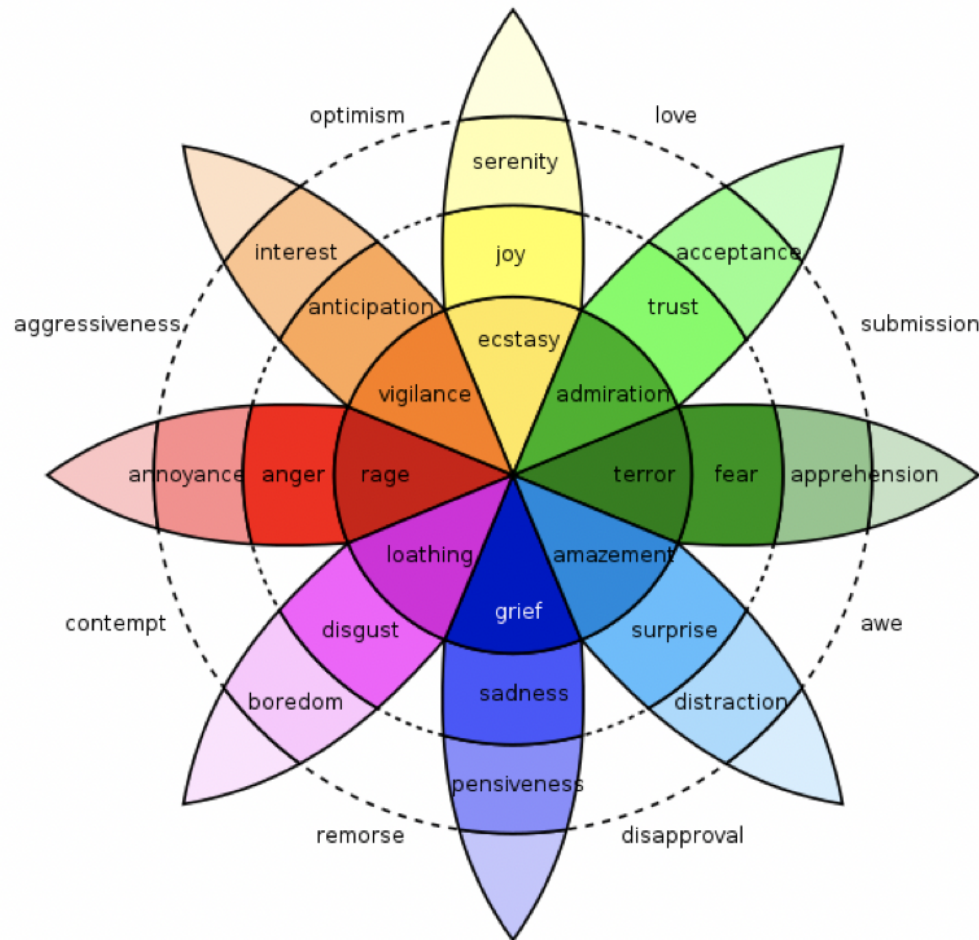 optimism
love
serenity
interest
joy
acceptance
anticipation
trust
aggressiveness
submission
ecstasy
vigilance
admiration
annoyance
anger
rage
terror
fear
apprehension
loathing
amazement
grief
contempt
awe
disgust
surprise
sadness
boredom
distraction
pensiveness
remorse
disapproval